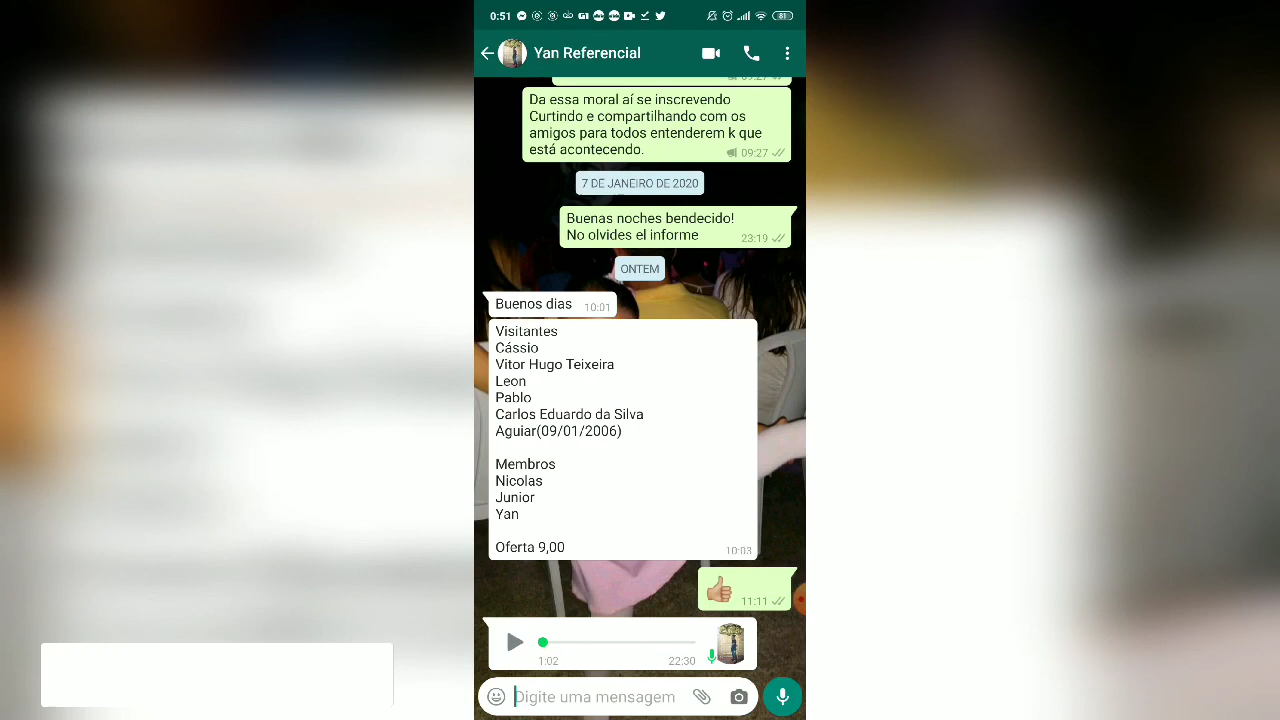 0:51
81
Yan Referencial
09:27
Da essa moral aí se inscrevendo
Curtindo e compartilhando com os
amigos para todos entenderem k que
está acontecendo.
09:27
7 DE JANEIRO DE 2020
Buenas noches bendecido!
No olvides el informe
23:19
ONTEM
Buenos dias
10:01
Visitantes
Cássio
Vitor Hugo Teixeira
Leon
Pablo
Carlos Eduardo da Silva
Aguiar(09/01/2006)
Membros
Nicolas
Junior
Yan
Oferta 9,00
10:03
11:11
1:02
22:30
Digite uma mensagem